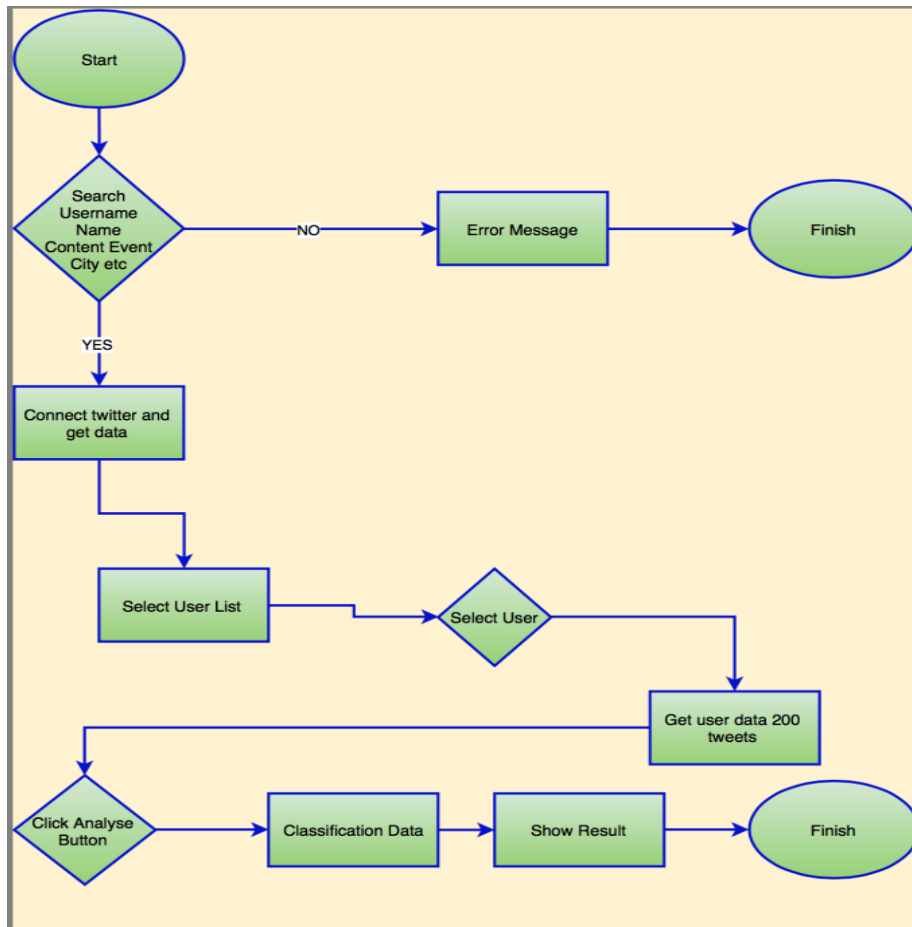 Start
Search
Username
Name
Content Event
City etc
NO
Error Message
Finish
YES
Connect twitter and
get data
Select User List
Select User
Get user data 200
tweets
Click Analyse
Button
Classification Data
Show Result
Finish